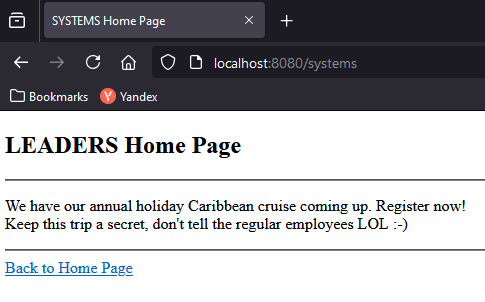 SYSTEMS Home Page
localhost:8080/systems
Bookmarks Yandex
LEADERS Home Page
We have our annual holiday Caribbean cruise coming up. Register now!
Keep this trip a secret, don't tell the regular employees LOL :-)
Back to Home Page